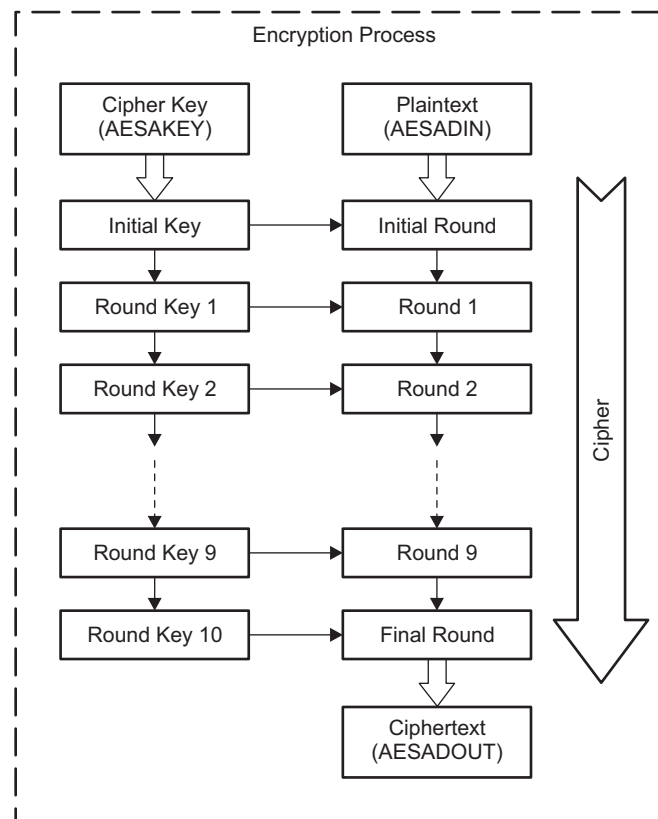 Encryption Process
Cipher Key
(AESAKEY)
Plaintext
(AESADIN)
Initial Key
Initial Round
Round Key 1
Round 1
Round Key 2
Round 2
Cipher
Round Key 9
Round 9
Round Key 10
Final Round
Ciphertext
(AESADOUT)